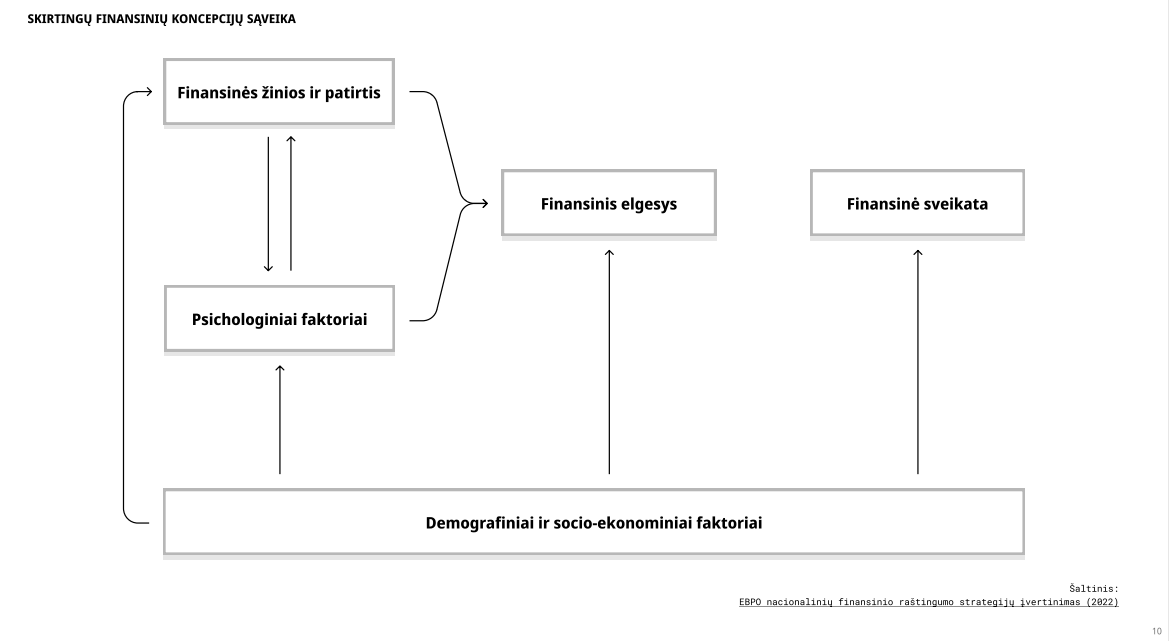 SKIRTINGŲ FINANSINIŲ KONCEPCIJŲ SĄVEIKA
Finansinės žinios ir patirtis
Finansinis elgesys
Finansinė sveikata
Psichologiniai faktoriai
Demografiniai ir socio-ekonominiai faktoriai
Šaltinis:
EBPO nacionalinių finansinio raštingumo strategijų įvertinimas (2022)
10